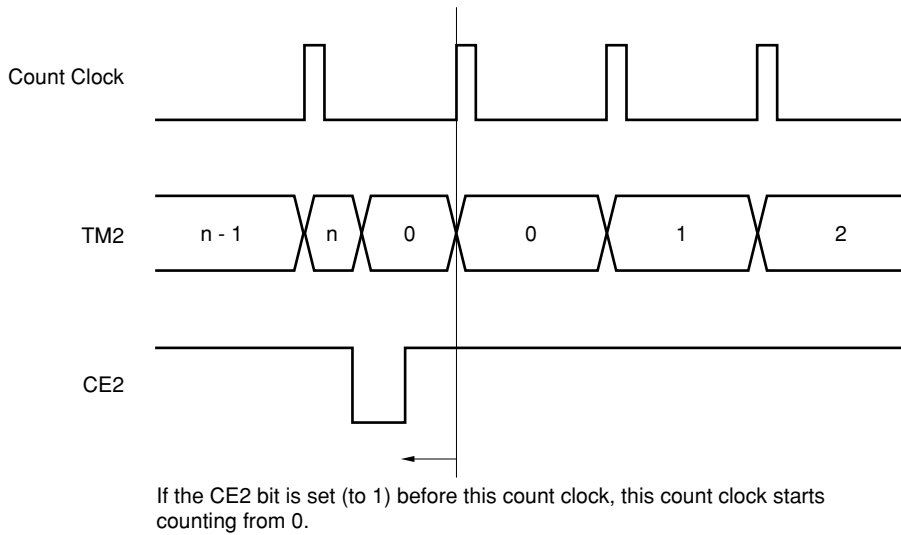 Count Clock
TM2
n - 1
n
0
0
1
2
CE2
If the CE2 bit is set (to 1) before this count clock, this count clock starts
counting from 0.